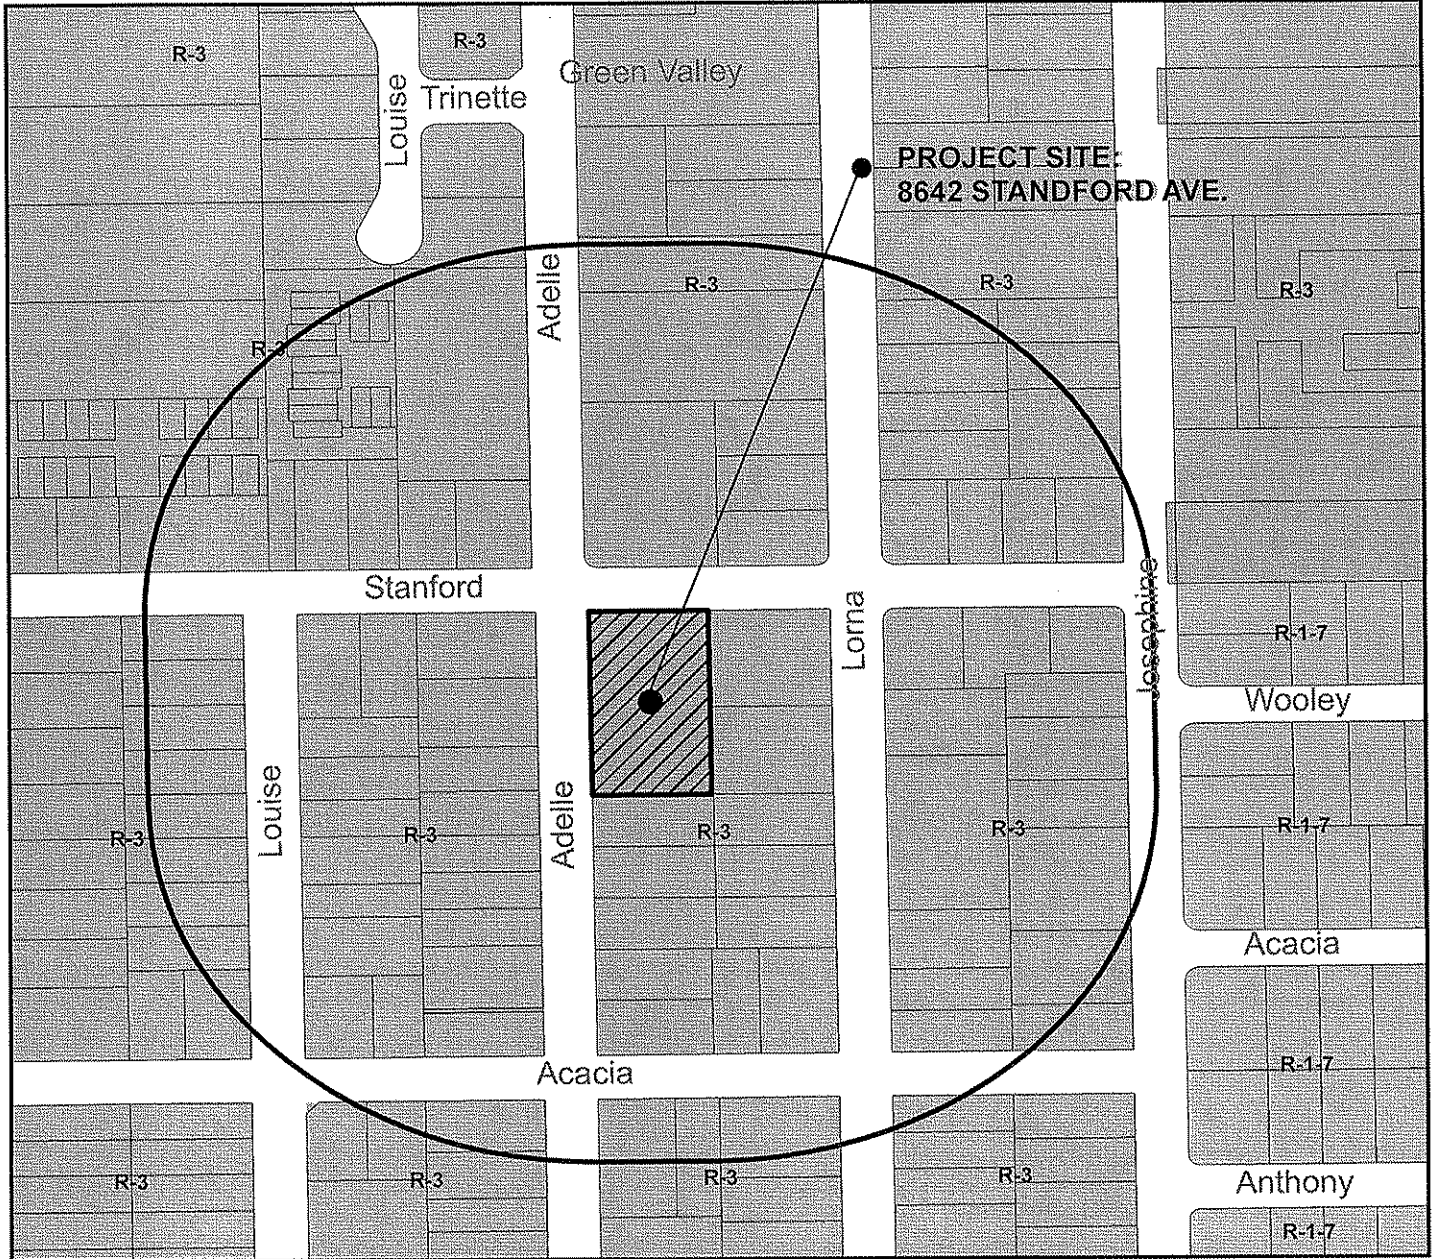 R-3
R-3
Green Valley
Louise
Trinette
PROJECT SITE:
8642 STANDFORD AVE.
Adelle
R-3
R-3
R-3
R-3
Stanford
Lorna
Josephine
R-1-7
Wooley
Louise
Adelle
R-3
R-3
R-3
R-3
R-1-7
Acacia
Acacia
R-1-7
R-3
R-3
R-3
R-3
Anthony
R-1-7